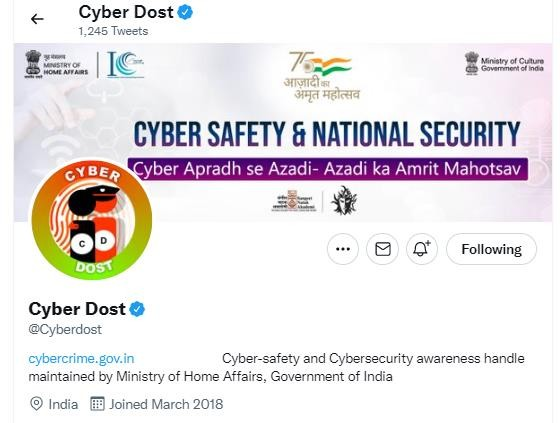 Cyber Dost
1,245 Tweets
गृह मंत्रालय
MINISTRY OF
HOME AFFAIRS
Ministry of Culture
Government of India
75
आज़ादी का
अमृत महोत्सव
CYBER SAFETY & NATIONAL SECURITY
Cyber Apradh se Azadi- Azadi ka Amrit Mahotsav
CYBER
C D
DOST
Following
Cyber Dost
@Cyberdost
cybercrime.gov.in Cyber-safety and Cybersecurity awareness handle
maintained by Ministry of Home Affairs, Government of India
India Joined March 2018